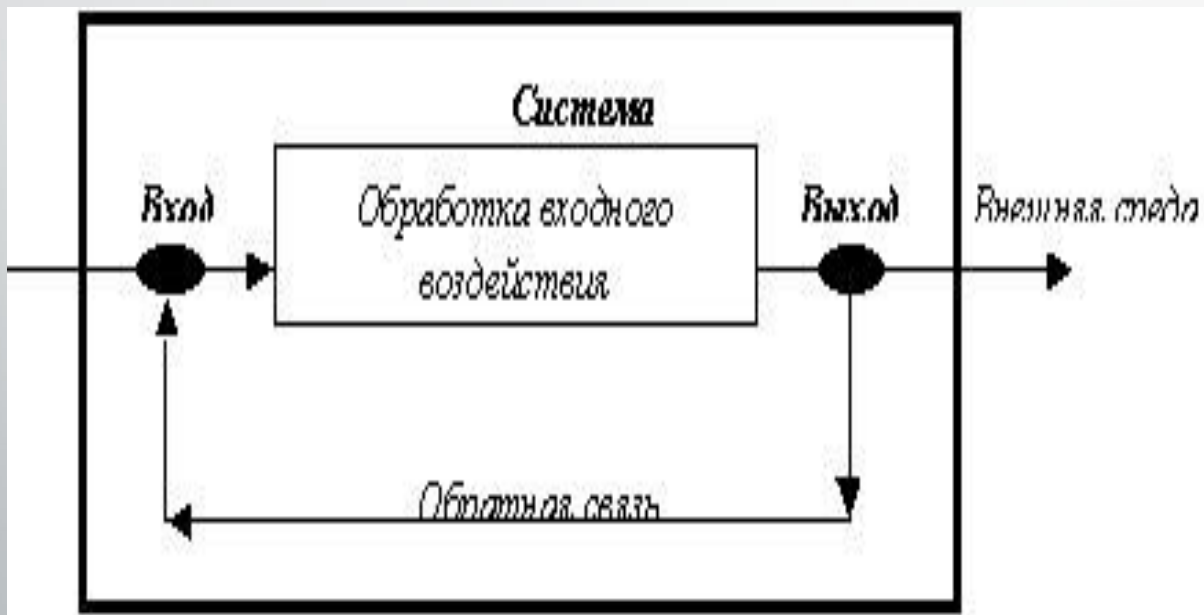 Система
Вход
Обработка входного
воздействия
Выход
Внешняя среда
Обратная связь